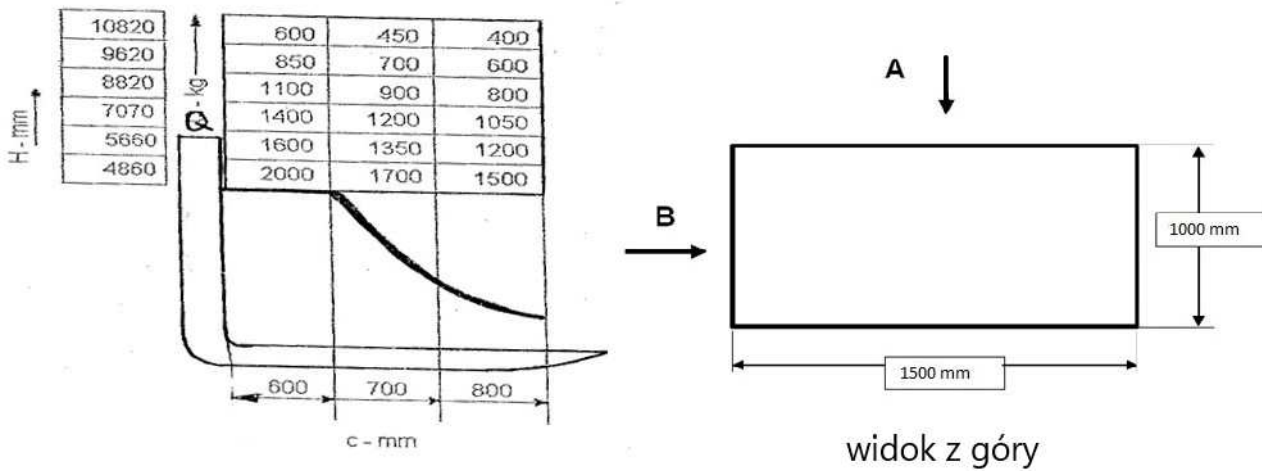 10820 600 450 400
9620 850 700 600
8820 1100 900 800
7070 1400 1200 1050
5660 1600 1350 1200
4860 2000 1700 1500
H - mm
Q - kg
600 700 800
c - mm
A
B
1000 mm
1500 mm
widok z góry